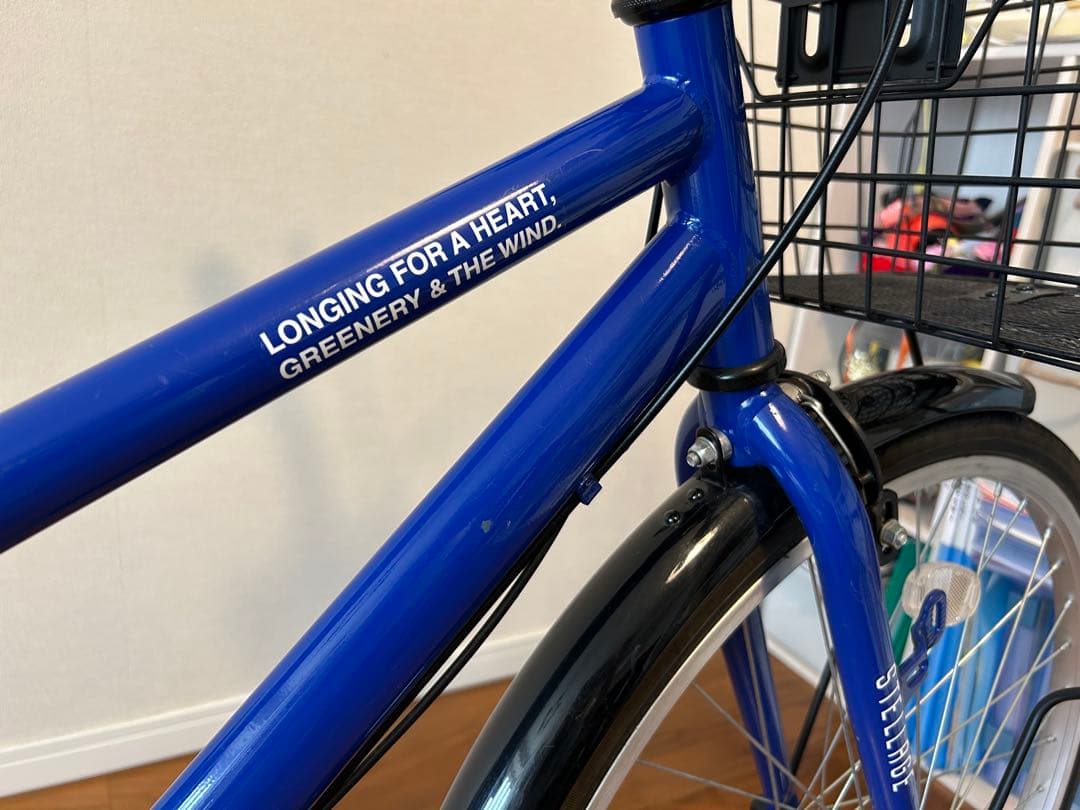 LONGING FOR A HEART,
GREENERY & THE WIND.
STELLAGE